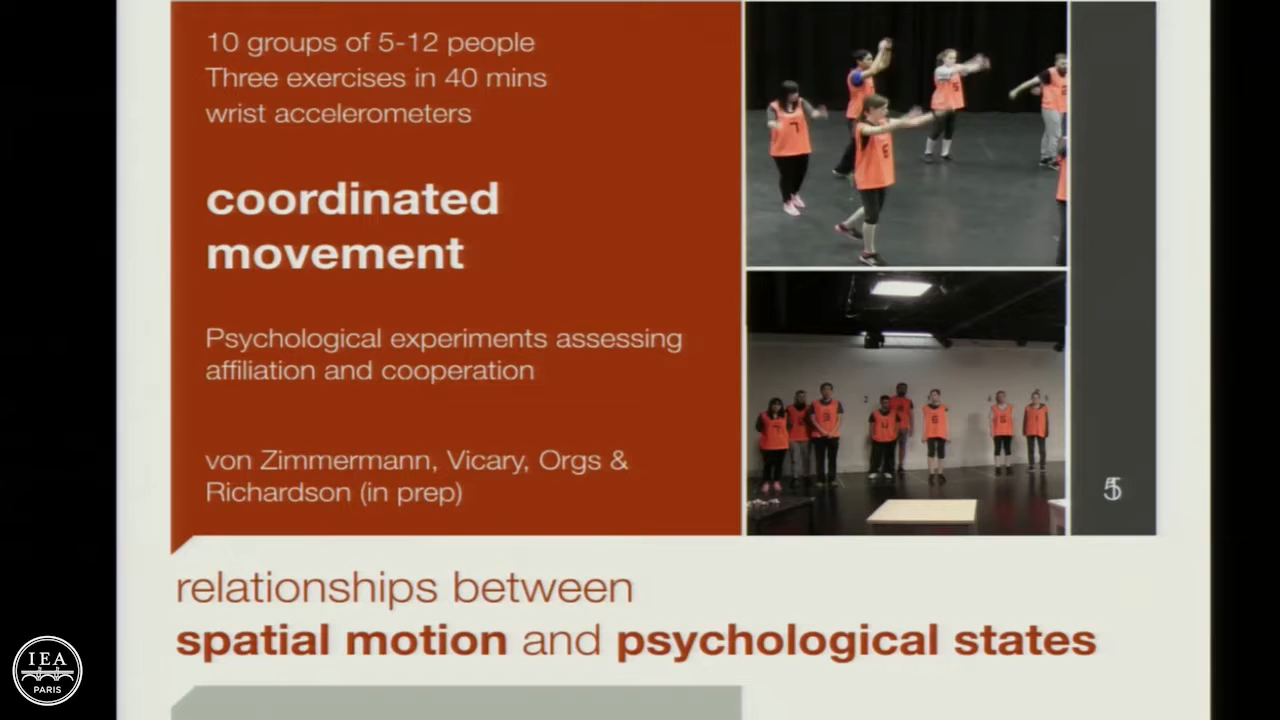 10 groups of 5-12 people
Three exercises in 40 mins
wrist accelerometers
coordinated
movement
Psychological experiments assessing
affiliation and cooperation
von Zimmermann, Vicary, Orgs &
Richardson (in prep)
relationships between
spatial motion and psychological states
IEA
PARIS